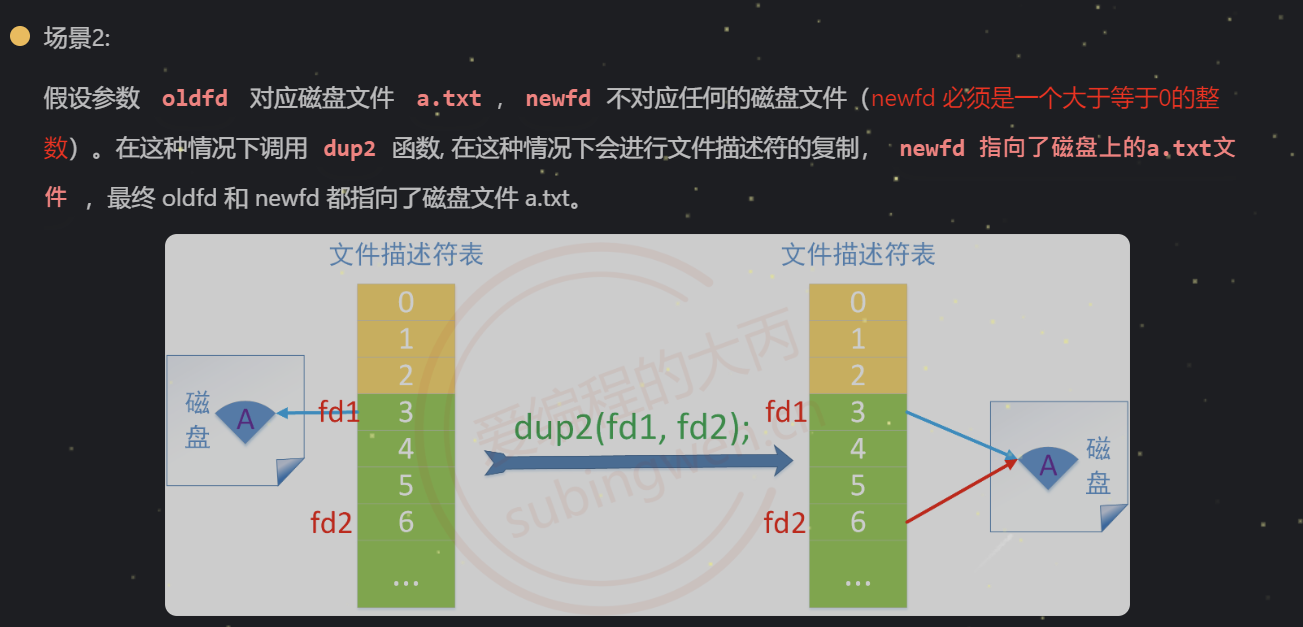 场景2:
假设参数 oldfd 对应磁盘文件 a.txt ，newfd 不对应任何的磁盘文件（newfd 必须是一个大于等于0的整
数）。在这种情况下调用 dup2 函数, 在这种情况下会进行文件描述符的复制， newfd 指向了磁盘上的a.txt文
件 ，最终 oldfd 和 newfd 都指向了磁盘文件 a.txt。
文件描述符表
文件描述符表
0
1
2
fd1 3
4
5
fd2 6
...
磁
盘
A
爱编程的大丙
dup2(fd1, fd2);
subingwen.cn
0
1
2
fd1 3
4
5
fd2 6
...
A
磁
盘